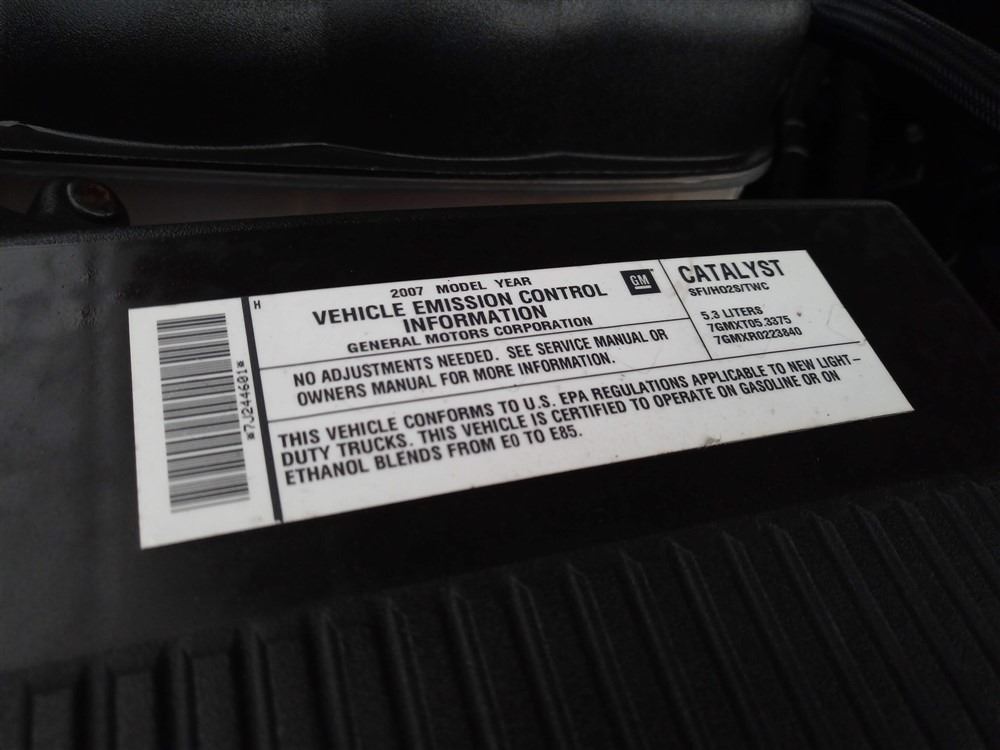 *7J244601*
H
2007 MODEL YEAR
VEHICLE EMISSION CONTROL
INFORMATION
GENERAL MOTORS CORPORATION
GM
CATALYST
SFI/HO2S/TWC
5.3 LITERS
7GMXT05.3375
7GMXR0223840
NO ADJUSTMENTS NEEDED. SEE SERVICE MANUAL OR
OWNERS MANUAL FOR MORE INFORMATION.
THIS VEHICLE CONFORMS TO U.S. EPA REGULATIONS APPLICABLE TO NEW LIGHT-
DUTY TRUCKS. THIS VEHICLE IS CERTIFIED TO OPERATE ON GASOLINE OR ON
ETHANOL BLENDS FROM E0 TO E85.